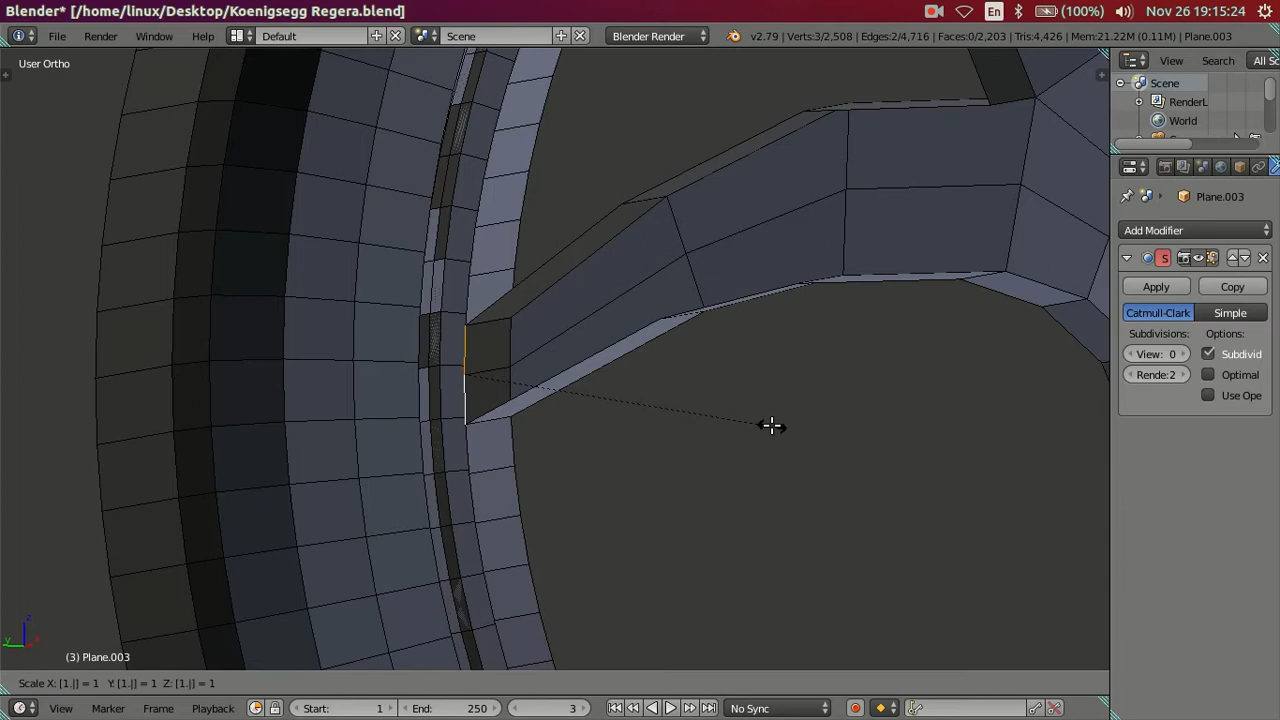 Blender* [/home/linux/Desktop/Koenigsegg Regera.blend]
En
(100%)
Nov 26 19:15:24
File
Render
Window
Help
Default
Scene
Blender Render
v2.79 | Verts:3/2,508 | Edges:2/4,716 | Faces:0/2,203 | Tris:4,426 | Mem:21.22M (0.11M) | Plane.003
User Ortho
View
Search
All Sc
Scene
RenderL
World
Plane.003
Add Modifier
S
Apply
Copy
Catmull-Clark
Simple
Subdivisions:
Options:
View: 0
Subdivid
Rende:2
Optimal
Use Ope
z
y
x
(3) Plane.003
Scale X: [1.|] = 1 Y: [1.|] = 1 Z: [1.|] = 1
View
Marker
Frame
Playback
Start: 1
End: 250
3
No Sync